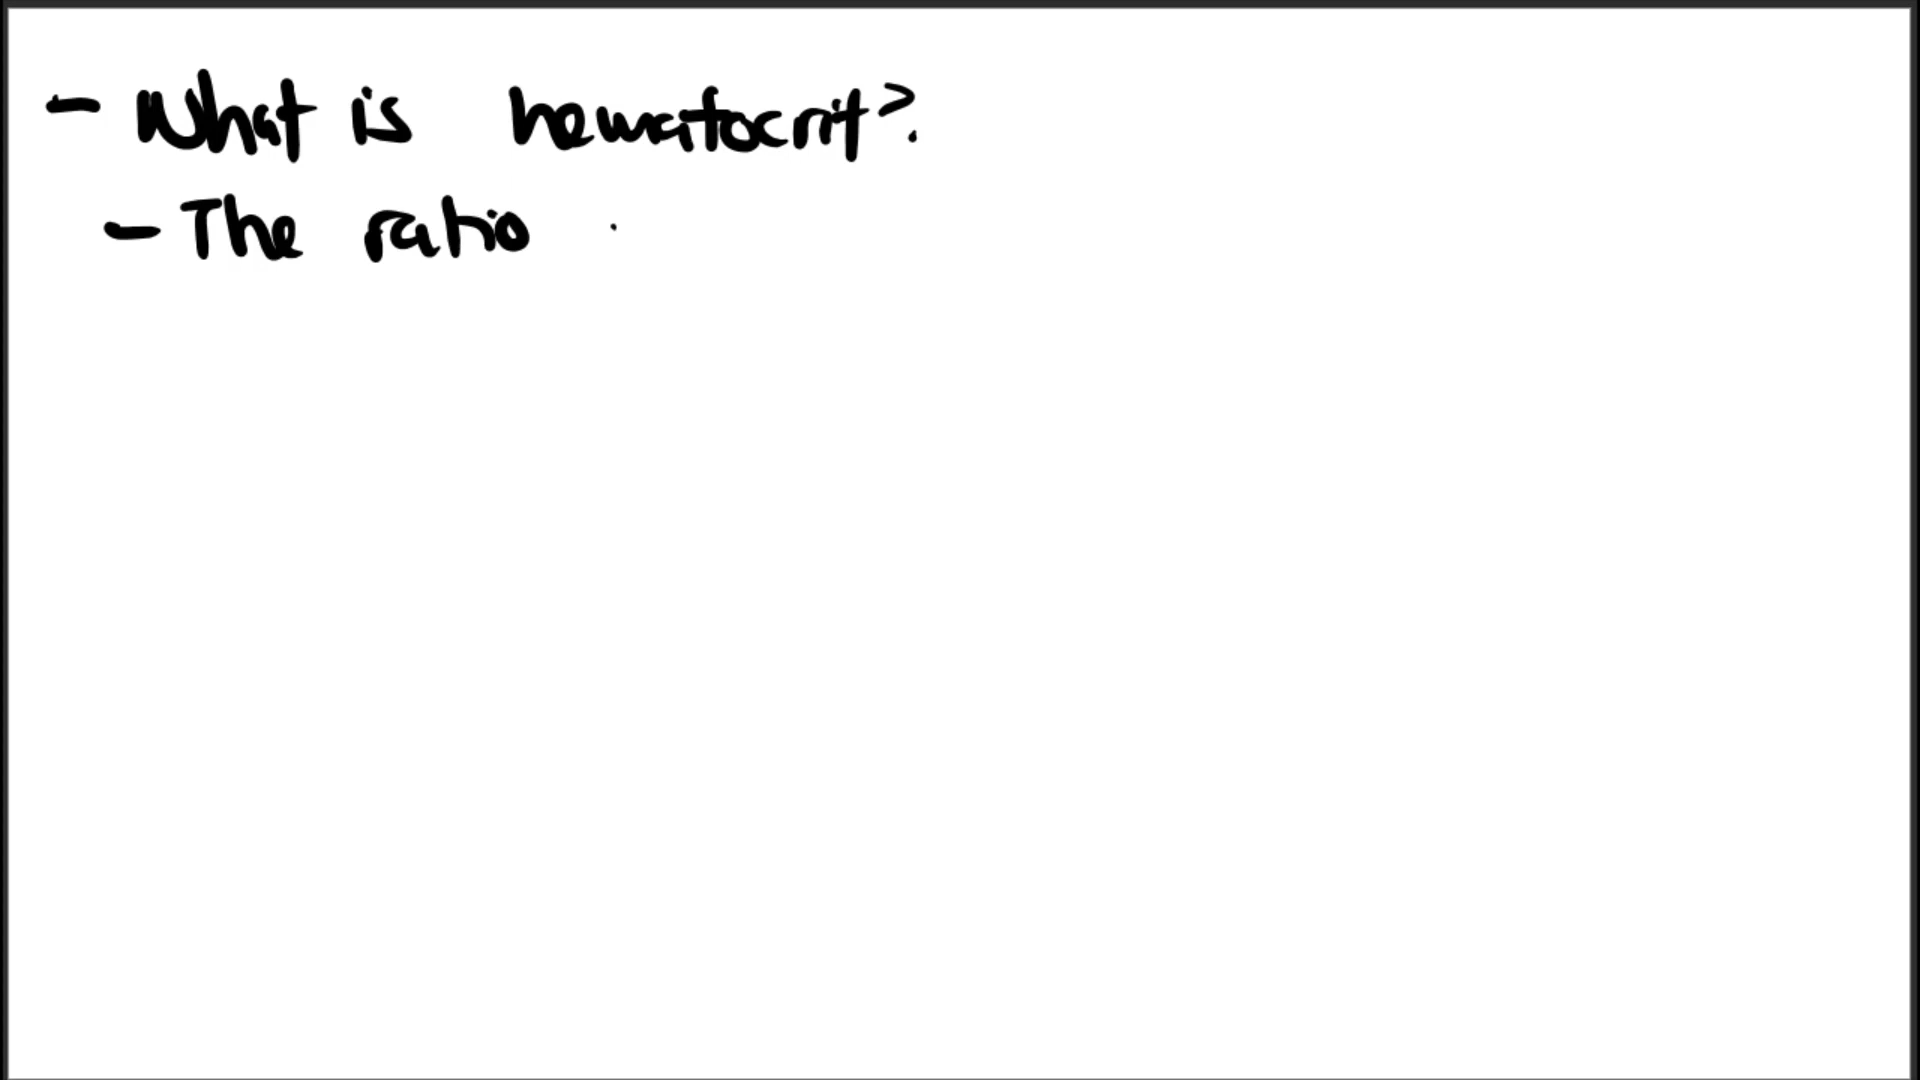 - What is hematocrit?
- The ratio